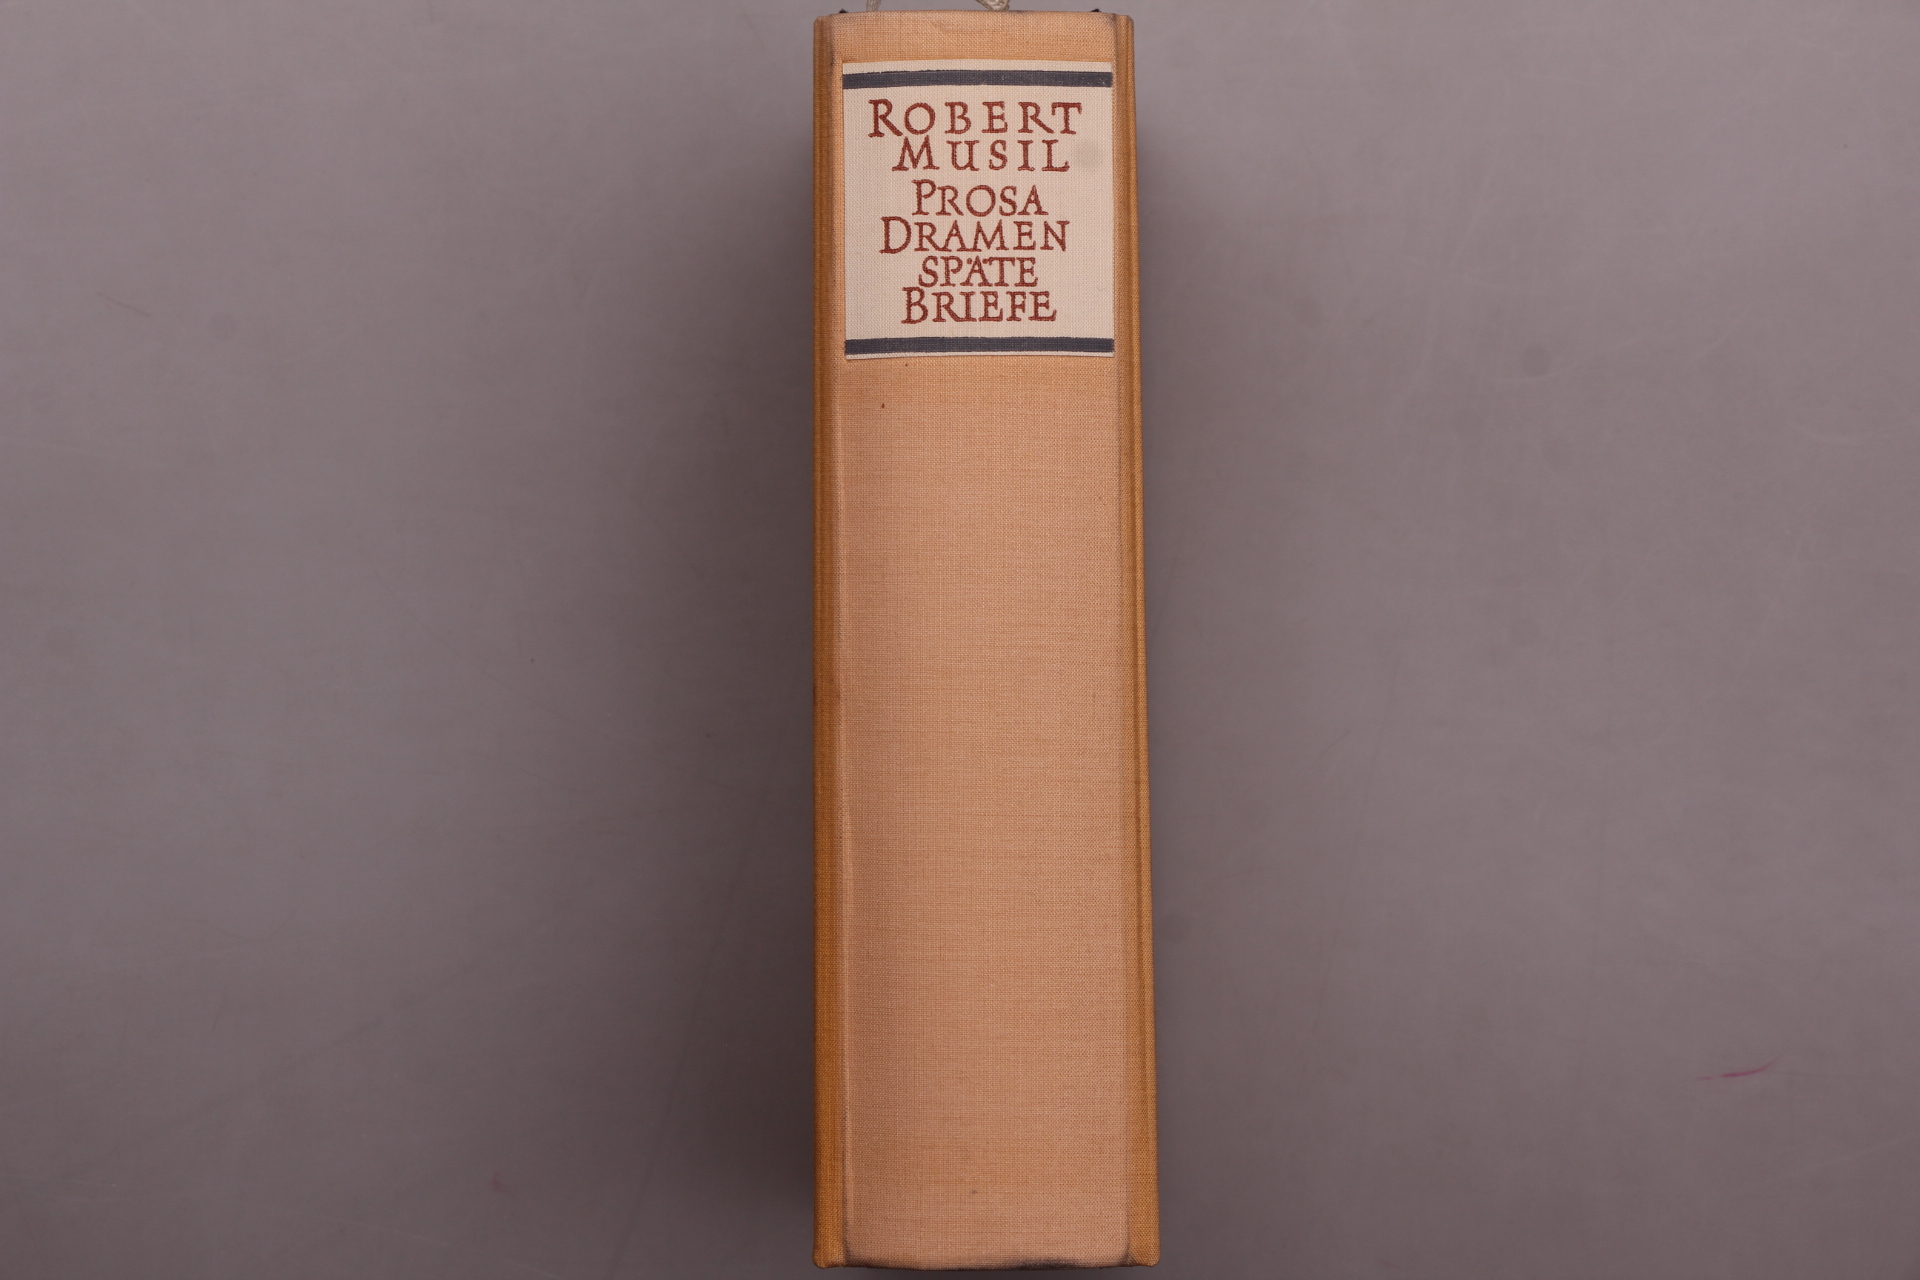 ROBERT
MUSIL
PROSA
DRAMEN
SPÄTE
BRIEFE